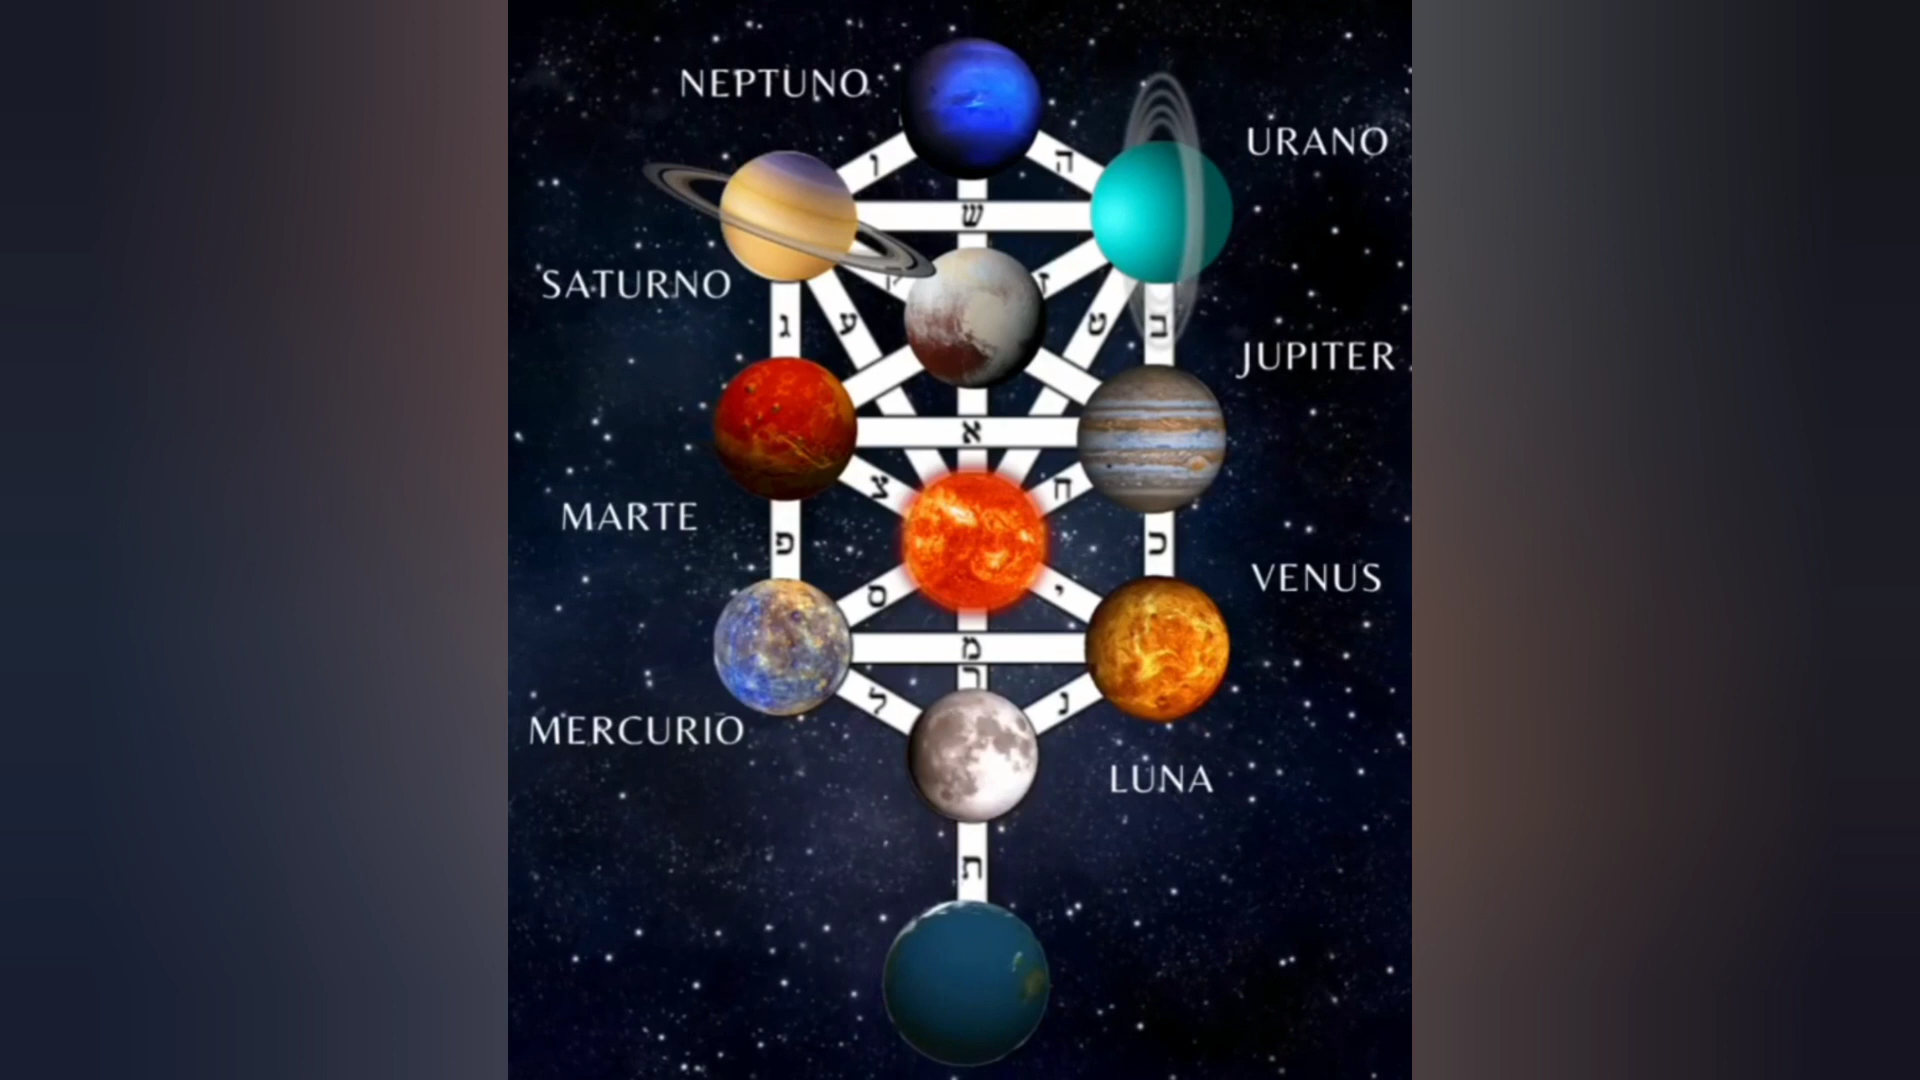 NEPTUNO
URANO
ו
ה
ש
SATURNO
ז
ג
ע
ט
ב
JUPITER
א
צ
ח
MARTE
פ
כ
VENUS
ס
י
מ
ר
ל
נ
MERCURIO
LUNA
ת